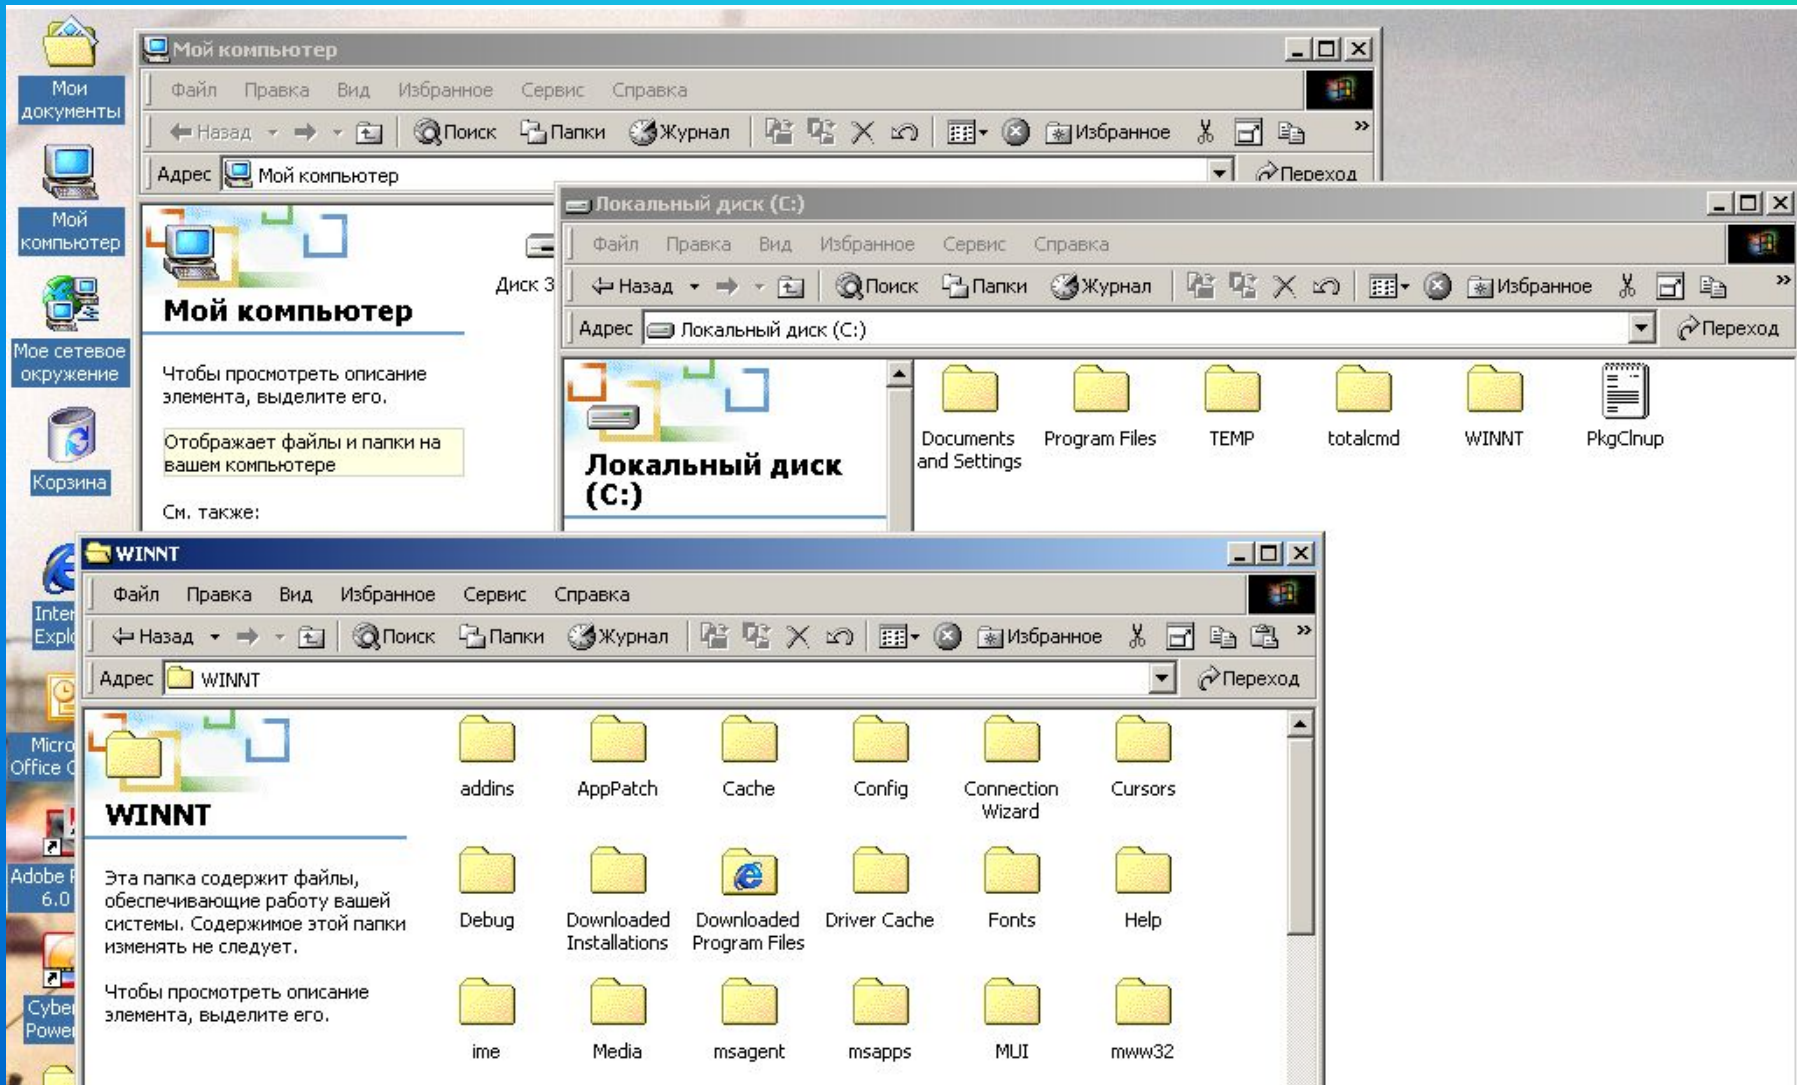 Мои
документы
Мой
компьютер
Мое сетевое
окружение
Корзина
Мой компьютер
Файл Правка Вид Избранное Сервис Справка
Назад Поиск Папки Журнал Избранное »
Адрес Мой компьютер Переход
Мой компьютер
Чтобы просмотреть описание
элемента, выделите его.
Отображает файлы и папки на
вашем компьютере
См. также:
Диск 3
Локальный диск (C:)
Файл Правка Вид Избранное Сервис Справка
Назад Поиск Папки Журнал Избранное »
Адрес Локальный диск (C:) Переход
Локальный диск
(C:)
Documents
and Settings
Program Files
TEMP
totalcmd
WINNT
PkgClnup
WINNT
Файл Правка Вид Избранное Сервис Справка
Назад Поиск Папки Журнал Избранное »
Адрес WINNT Переход
WINNT
Эта папка содержит файлы,
обеспечивающие работу вашей
системы. Содержимое этой папки
изменять не следует.
Чтобы просмотреть описание
элемента, выделите его.
addins
AppPatch
Cache
Config
Connection
Wizard
Cursors
Debug
Downloaded
Installations
Downloaded
Program Files
Driver Cache
Fonts
Help
ime
Media
msagent
msapps
MUI
mww32
Office
Adobe
6.0